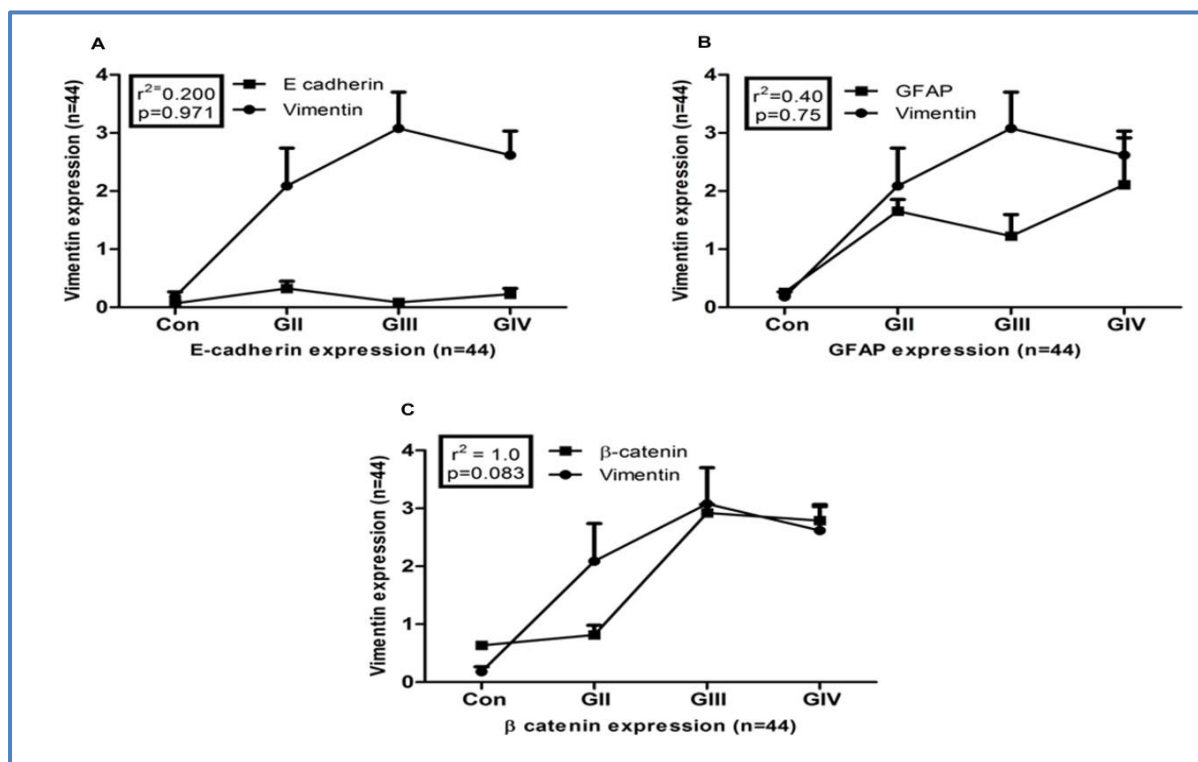 A
r²=0.200
p=0.971
E cadherin
Vimentin
Vimentin expression (n=44)
4
3
2
1
0
Con GII GIII GIV
E-cadherin expression (n=44)
B
r²=0.40
p=0.75
GFAP
Vimentin
Vimentin expression (n=44)
4
3
2
1
0
Con GII GIII GIV
GFAP expression (n=44)
C
r² = 1.0
p=0.083
β-catenin
Vimentin
Vimentin expression (n=44)
4
3
2
1
0
Con GII GIII GIV
β catenin expression (n=44)